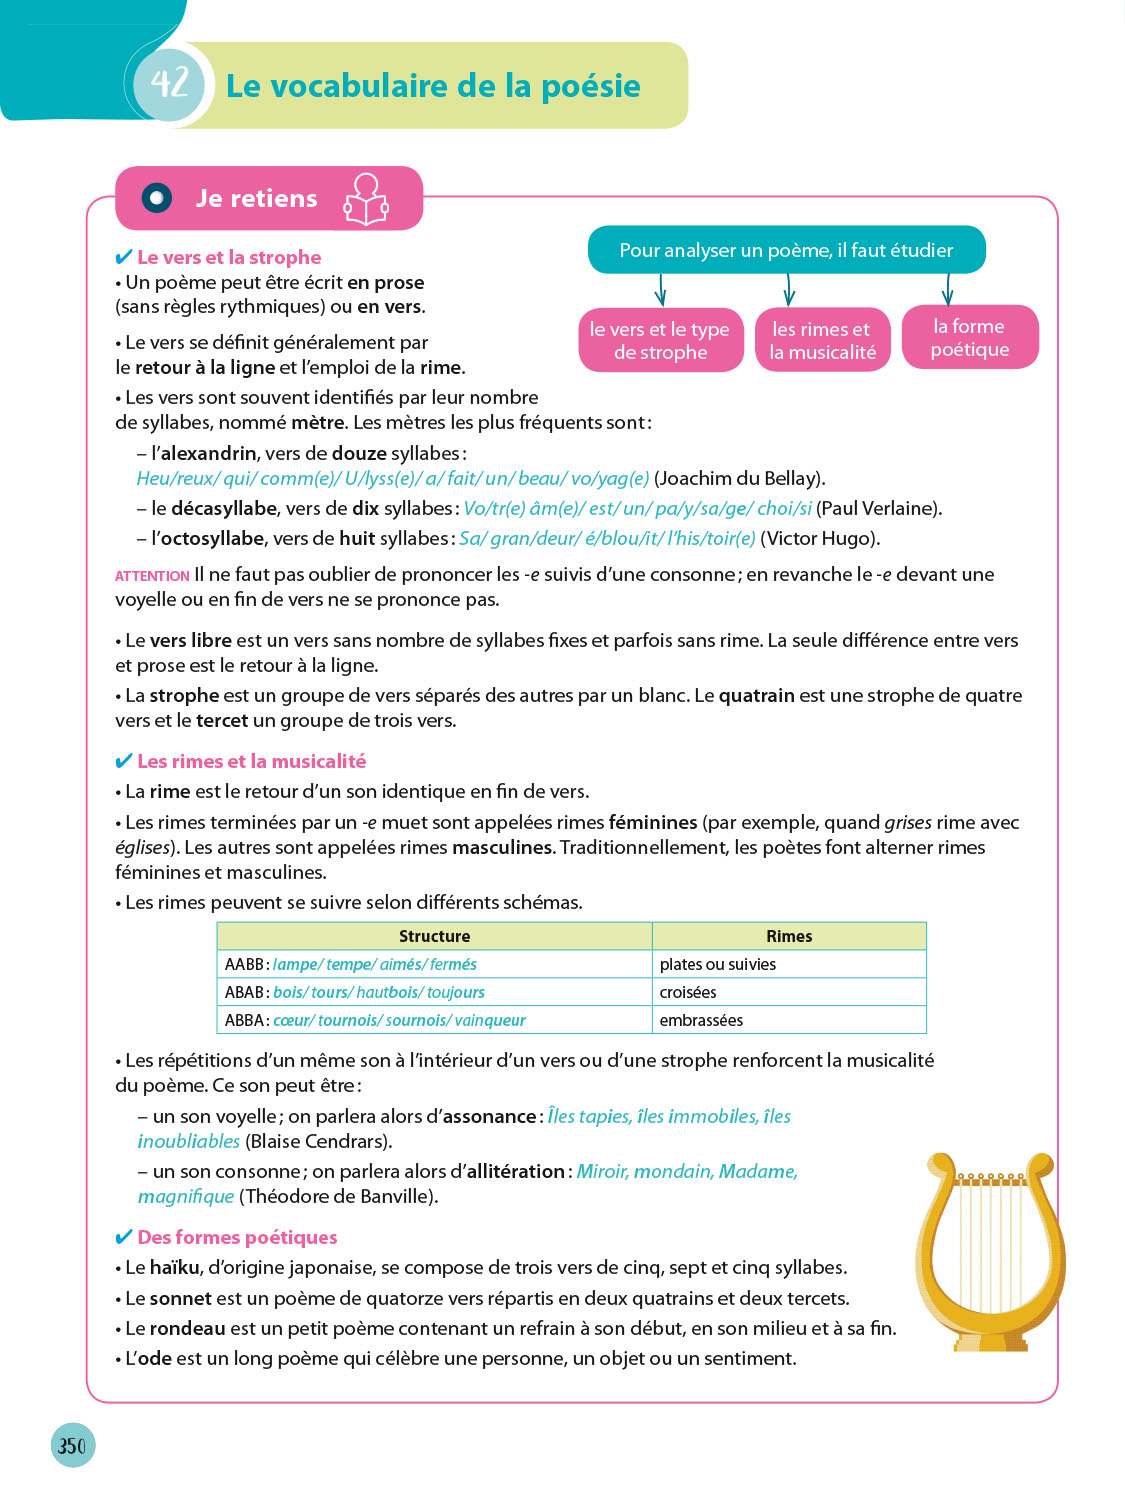 42
Le vocabulaire de la poésie
Je retiens
✔ Le vers et la strophe
• Un poème peut être écrit en prose
(sans règles rythmiques) ou en vers.
• Le vers se définit généralement par
le retour à la ligne et l’emploi de la rime.
Pour analyser un poème, il faut étudier
le vers et le type
de strophe
les rimes et
la musicalité
la forme
poétique
• Les vers sont souvent identifiés par leur nombre
de syllabes, nommé mètre. Les mètres les plus fréquents sont :
– l’alexandrin, vers de douze syllabes :
Heu/reux/ qui/ comm(e)/ U/lyss(e)/ a/ fait/ un/ beau/ vo/yag(e) (Joachim du Bellay).
– le décasyllabe, vers de dix syllabes : Vo/tr(e) âm(e)/ est/ un/ pa/y/sa/ge/ choi/si (Paul Verlaine).
– l’octosyllabe, vers de huit syllabes : Sa/ gran/deur/ é/blou/it/ l’his/toir(e) (Victor Hugo).
ATTENTION Il ne faut pas oublier de prononcer les -e suivis d’une consonne ; en revanche le -e devant une
voyelle ou en fin de vers ne se prononce pas.
• Le vers libre est un vers sans nombre de syllabes fixes et parfois sans rime. La seule différence entre vers
et prose est le retour à la ligne.
• La strophe est un groupe de vers séparés des autres par un blanc. Le quatrain est une strophe de quatre
vers et le tercet un groupe de trois vers.
✔ Les rimes et la musicalité
• La rime est le retour d’un son identique en fin de vers.
• Les rimes terminées par un -e muet sont appelées rimes féminines (par exemple, quand grises rime avec
églises). Les autres sont appelées rimes masculines. Traditionnellement, les poètes font alterner rimes
féminines et masculines.
• Les rimes peuvent se suivre selon différents schémas.
Structure Rimes
AABB : lampe/ tempe/ aimés/ fermés plates ou suivies
ABAB : bois/ tours/ hautbois/ toujours croisées
ABBA : cœur/ tournois/ sournois/ vainqueur embrassées
• Les répétitions d’un même son à l’intérieur d’un vers ou d’une strophe renforcent la musicalité
du poème. Ce son peut être :
– un son voyelle ; on parlera alors d’assonance : Îles tapies, îles immobiles, îles
inoubliables (Blaise Cendrars).
– un son consonne ; on parlera alors d’allitération : Miroir, mondain, Madame,
magnifique (Théodore de Banville).
✔ Des formes poétiques
• Le haïku, d’origine japonaise, se compose de trois vers de cinq, sept et cinq syllabes.
• Le sonnet est un poème de quatorze vers répartis en deux quatrains et deux tercets.
• Le rondeau est un petit poème contenant un refrain à son début, en son milieu et à sa fin.
• L’ode est un long poème qui célèbre une personne, un objet ou un sentiment.
350